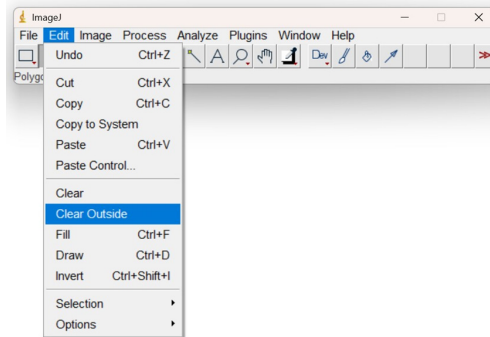 ImageJ
File Edit Image Process Analyze Plugins Window Help
Dev
Undo Ctrl+Z
Cut Ctrl+X
Copy Ctrl+C
Copy to System
Paste Ctrl+V
Paste Control...
Clear
Clear Outside
Fill Ctrl+F
Draw Ctrl+D
Invert Ctrl+Shift+I
Selection
Options